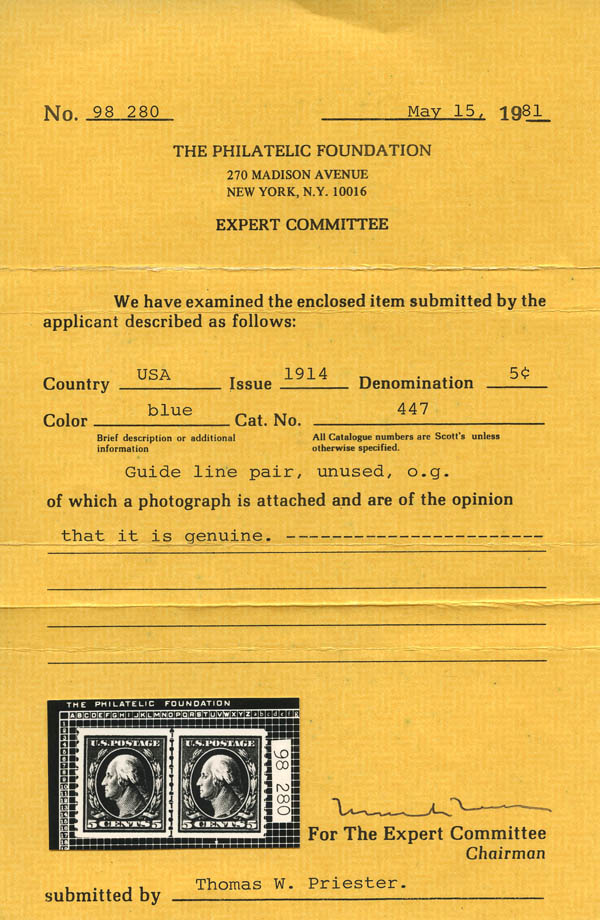 No. 98 280 May 15, 1981
THE PHILATELIC FOUNDATION
270 MADISON AVENUE
NEW YORK, N.Y. 10016
EXPERT COMMITTEE
We have examined the enclosed item submitted by the
applicant described as follows:
Country USA Issue 1914 Denomination 5¢
Color blue Cat. No. 447
Brief description or additional information
All Catalogue numbers are Scott's unless otherwise specified.
Guide line pair, unused, o.g.
of which a photograph is attached and are of the opinion
that it is genuine. -----------------------
THE PHILATELIC FOUNDATION
ABCDEFGHIJKLMNOPQRSTUVWXYZ
U.S.POSTAGE U.S.POSTAGE
5 CENTS 5 5 CENTS 5
98 280
For The Expert Committee
Chairman
submitted by Thomas W. Priester.